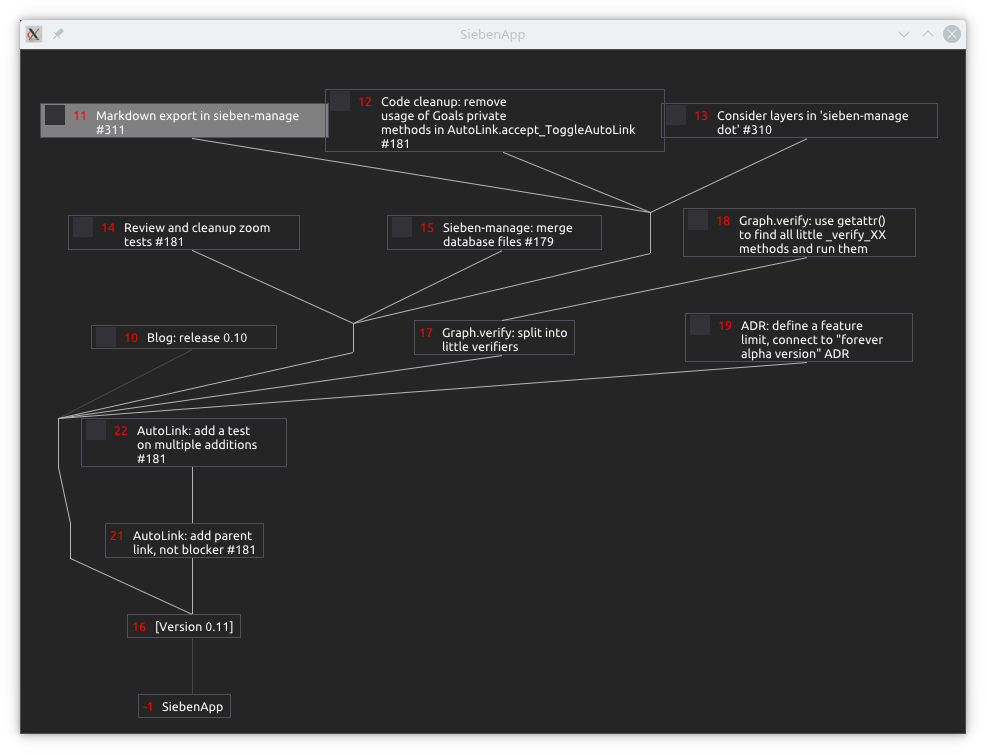 SiebenApp
11 Markdown export in sieben-manage
#311
12 Code cleanup: remove
usage of Goals private
methods in AutoLink.accept_ToggleAutoLink
#181
13 Consider layers in 'sieben-manage
dot' #310
14 Review and cleanup zoom
tests #181
15 Sieben-manage: merge
database files #179
18 Graph.verify: use getattr()
to find all little _verify_XX
methods and run them
10 Blog: release 0.10
17 Graph.verify: split into
little verifiers
19 ADR: define a feature
limit, connect to "forever
alpha version" ADR
22 AutoLink: add a test
on multiple additions
#181
21 AutoLink: add parent
link, not blocker #181
16 [Version 0.11]
-1 SiebenApp